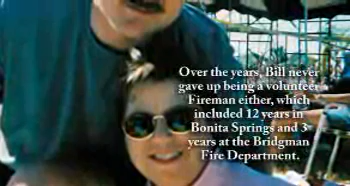 Over the years, Bill never
gave up being a volunteer
Fireman either, which
included 12 years in
Bonita Springs and 3
years at the Bridgman
Fire Department.